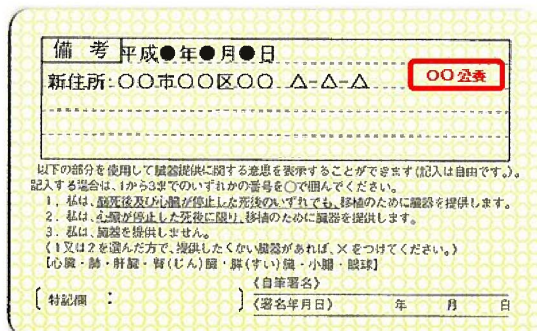 備考 平成●年●月●日
新住所:〇〇市〇〇区〇〇 △-△-△ 〇〇公委
以下の部分を使用して臓器提供に関する意思を表示することができます(記入は自由です。)。
記入する場合は、1から3までのいずれかの番号を〇で囲んでください。
1. 私は、脳死後及び心臓が停止した死後のいずれでも、移植のために臓器を提供します。
2. 私は、心臓が停止した死後に限り、移植のために臓器を提供します。
3. 私は、臓器を提供しません。
〈1又は2を選んだ方で、提供したくない臓器があれば、×をつけてください。〉
【心臓・肺・肝臓・腎(じん)臓・膵(すい)臓・小腸・眼球】
〔特記欄:〕
《自筆署名》
《署名年月日》 年 月 日